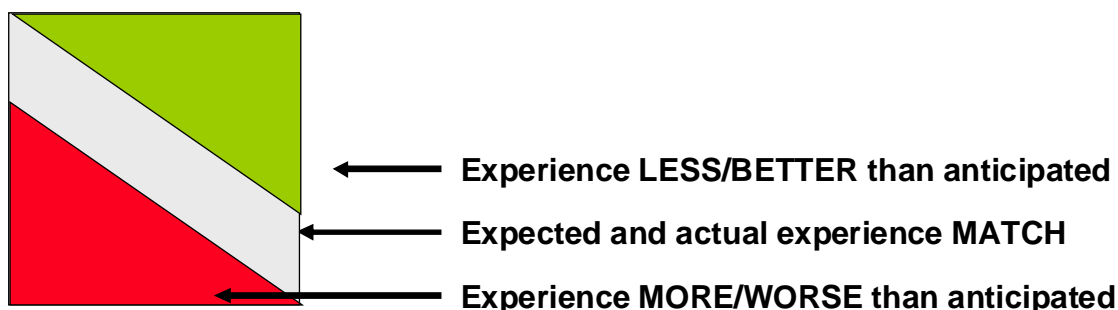 Experience LESS/BETTER than anticipated
Expected and actual experience MATCH
Experience MORE/WORSE than anticipated